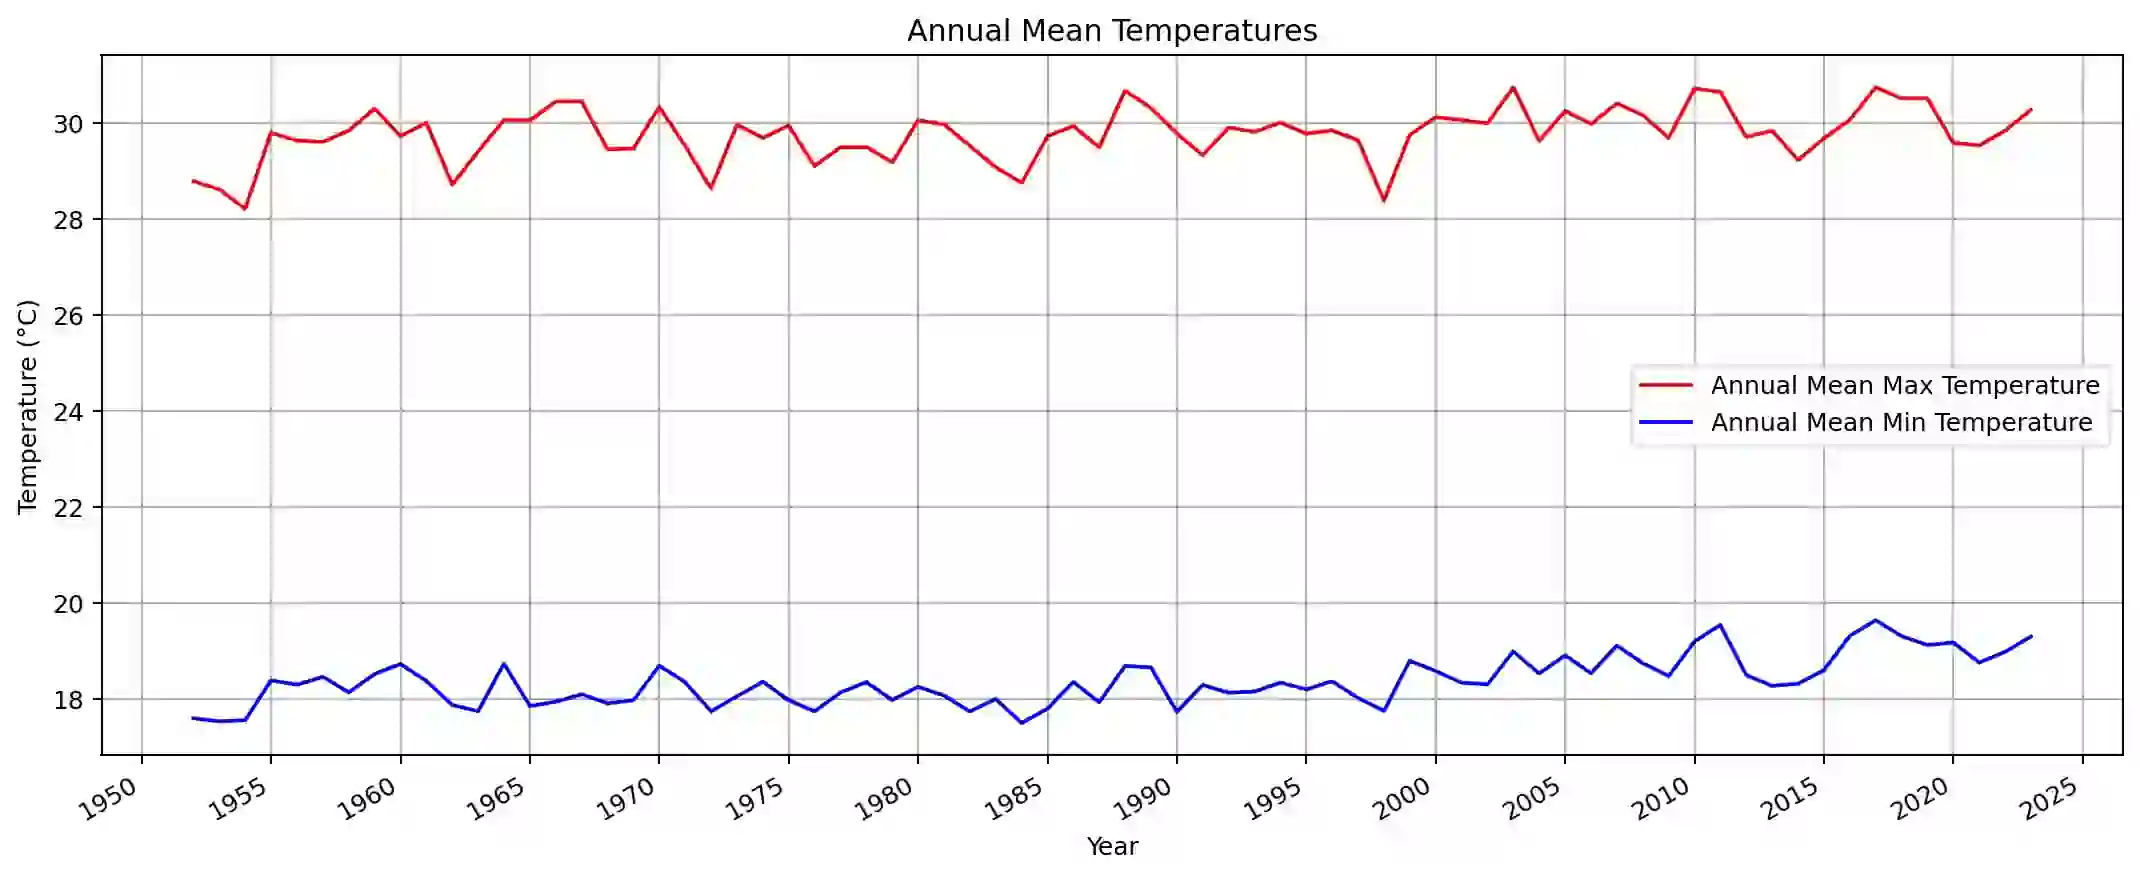 Annual Mean Temperatures
Temperature (°C)
30
28
26
24
22
20
18
Annual Mean Max Temperature
Annual Mean Min Temperature
1950 1955 1960 1965 1970 1975 1980 1985 1990 1995 2000 2005 2010 2015 2020 2025
Year